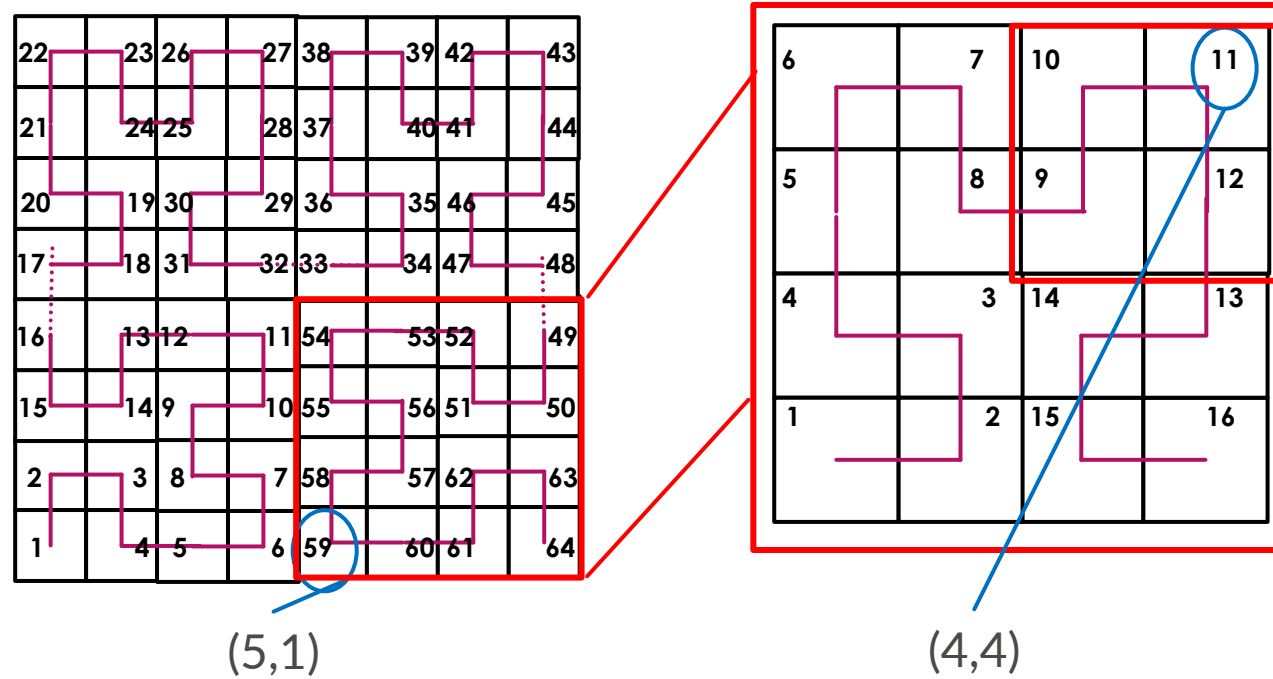 22 23 26 27 38 39 42 43
21 24 25 28 37 40 41 44
20 19 30 29 36 35 46 45
17 18 31 32 33 34 47 48
16 13 12 11 54 53 52 49
15 14 9 10 55 56 51 50
2 3 8 7 58 57 62 63
1 4 5 6 59 60 61 64
(5,1)
6 7 10 11
5 8 9 12
4 3 14 13
1 2 15 16
(4,4)